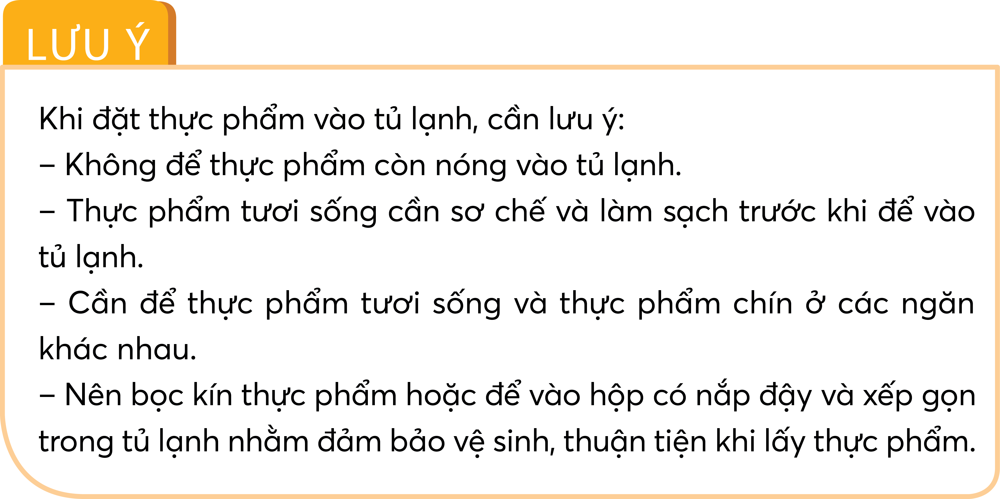 LƯU Ý
Khi đặt thực phẩm vào tủ lạnh, cần lưu ý:
– Không để thực phẩm còn nóng vào tủ lạnh.
– Thực phẩm tươi sống cần sơ chế và làm sạch trước khi để vào
tủ lạnh.
– Cần để thực phẩm tươi sống và thực phẩm chín ở các ngăn
khác nhau.
– Nên bọc kín thực phẩm hoặc để vào hộp có nắp đậy và xếp gọn
trong tủ lạnh nhằm đảm bảo vệ sinh, thuận tiện khi lấy thực phẩm.